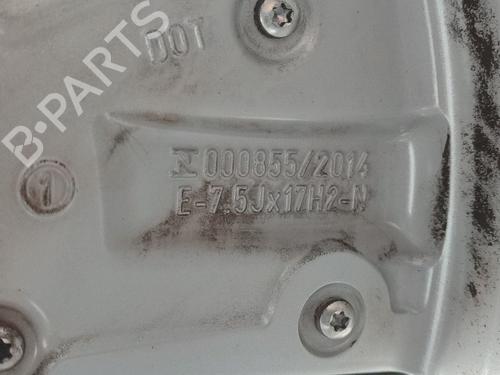 B-PARTS
DOT
000855/2014
E-7.5Jx17H2-N
1